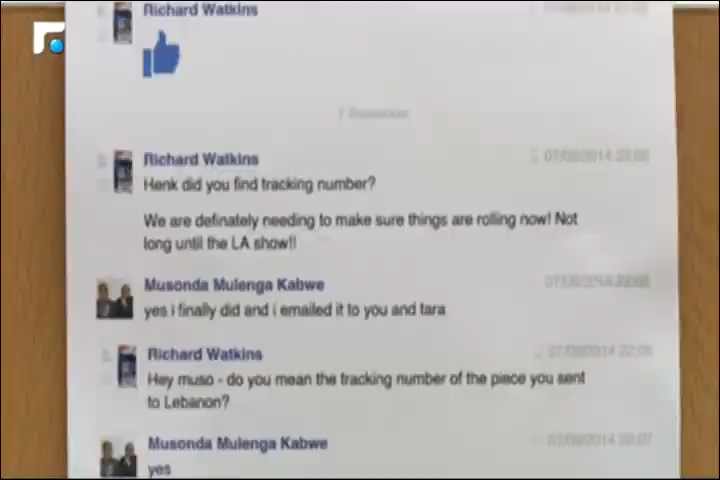 Richard Watkins
Richard Watkins
Henk did you find tracking number?
We are definately needing to make sure things are rolling now! Not
long until the LA show!!
Musonda Mulenga Kabwe
yes i finally did and i emailed it to you and tara
Richard Watkins
Hey muso - do you mean the tracking number of the piece you sent
to Lebanon?
Musonda Mulenga Kabwe
yes